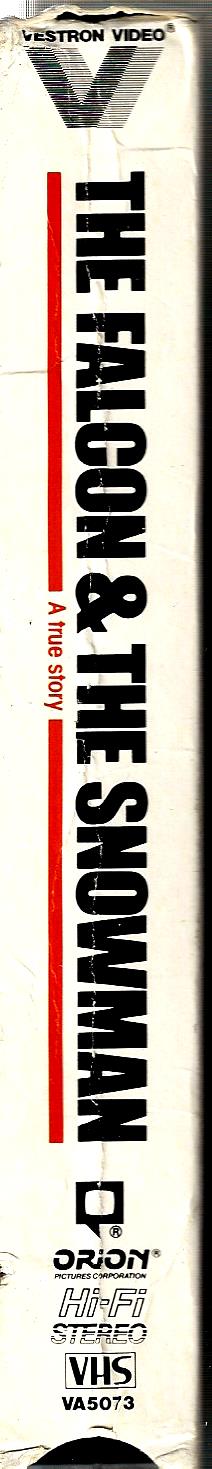 VESTRON VIDEO®
THE FALCON & THE SNOWMAN
A true story
®
ORION®
PICTURES CORPORATION
Hi-Fi
STEREO
VHS
VA5073